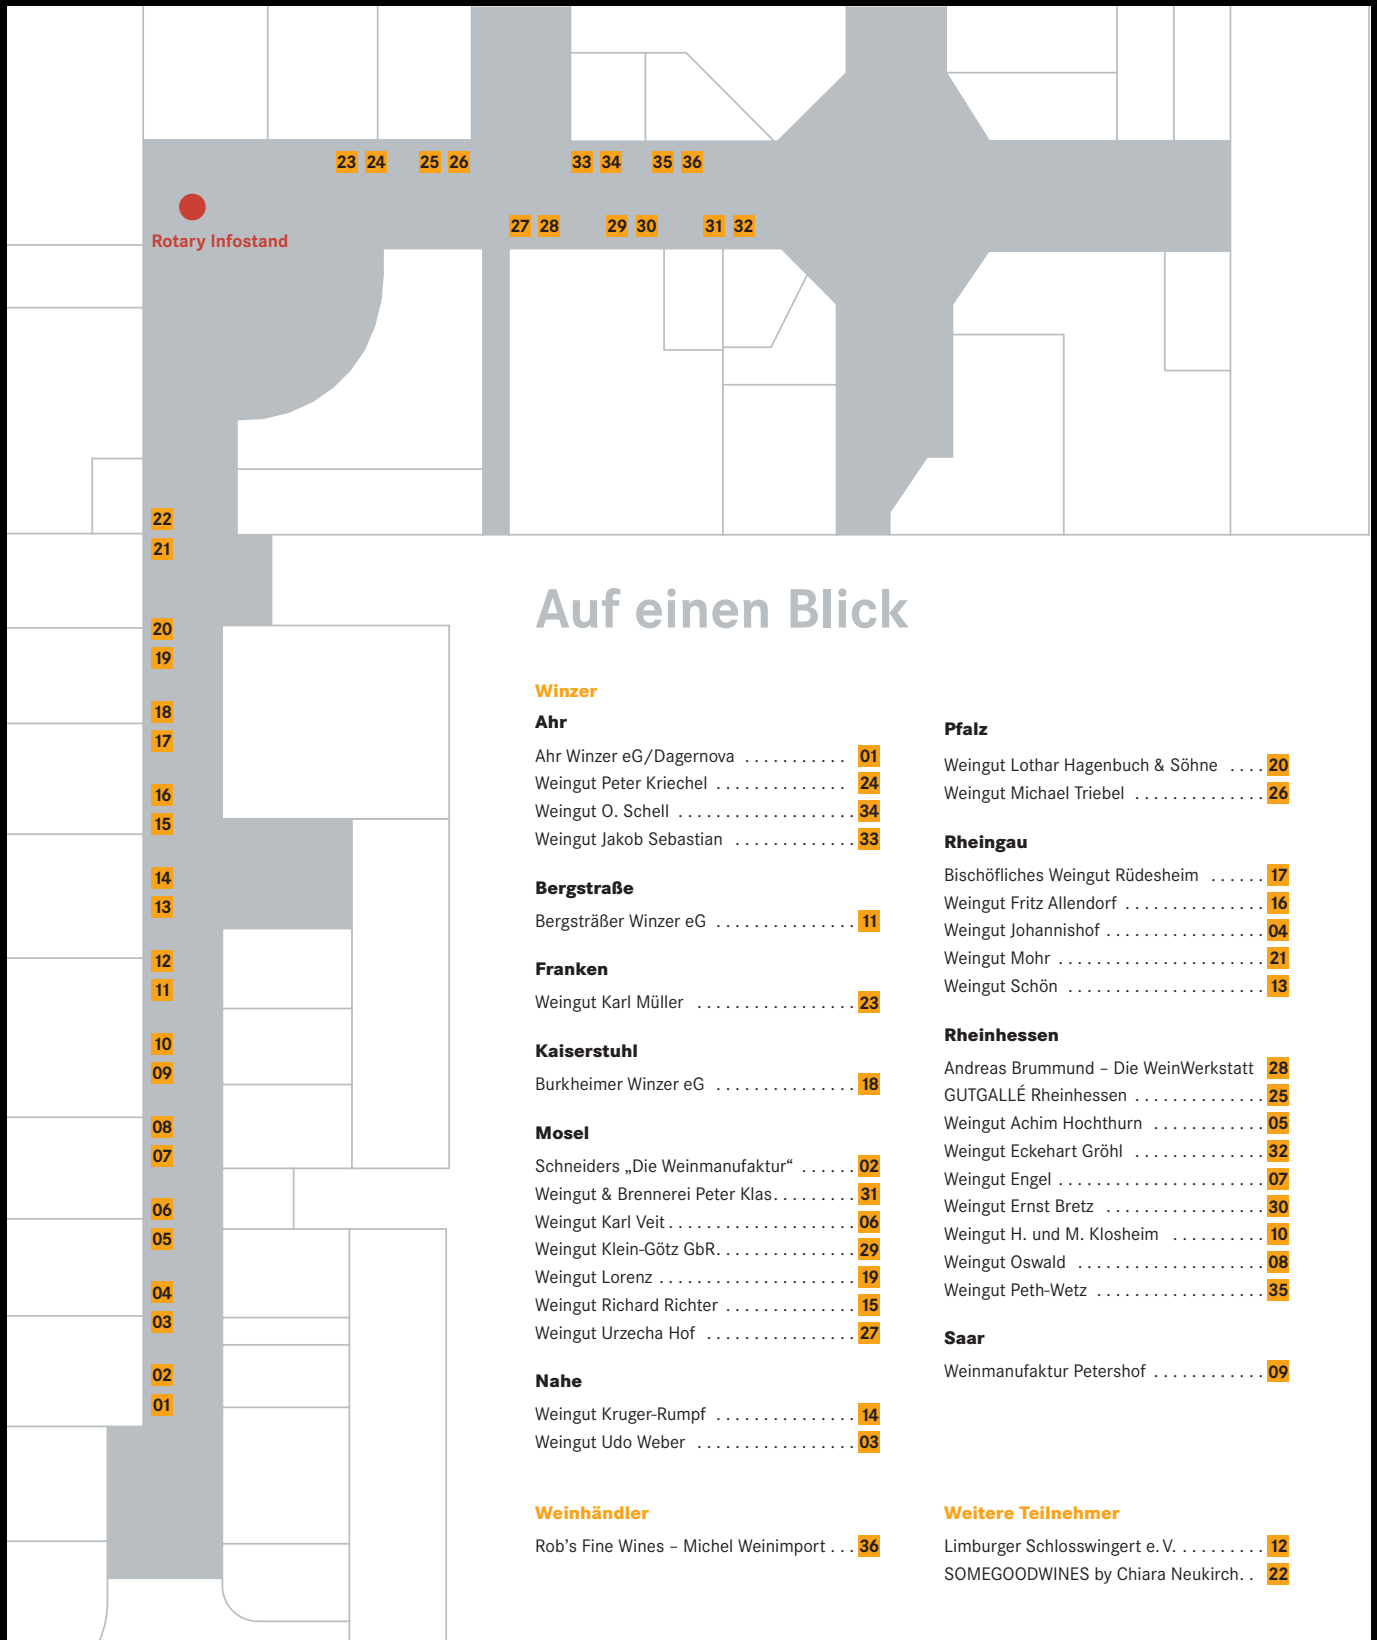 23 24 25 26 33 34 35 36
27 28 29 30 31 32
Rotary Infostand
22
21
20
19
18
17
16
15
14
13
12
11
10
09
08
07
06
05
04
03
02
01
Auf einen Blick
Winzer
Ahr
Ahr Winzer eG/Dagernova . . . . . . . . . . . 01
Weingut Peter Kriechel . . . . . . . . . . . . . . 24
Weingut O. Schell . . . . . . . . . . . . . . . . . . . 34
Weingut Jakob Sebastian . . . . . . . . . . . . . 33
Bergstraße
Bergsträßer Winzer eG . . . . . . . . . . . . . . . 11
Franken
Weingut Karl Müller . . . . . . . . . . . . . . . . . 23
Kaiserstuhl
Burkheimer Winzer eG . . . . . . . . . . . . . . . 18
Mosel
Schneiders „Die Weinmanufaktur“ . . . . . . 02
Weingut & Brennerei Peter Klas. . . . . . . . . 31
Weingut Karl Veit . . . . . . . . . . . . . . . . . . . . 06
Weingut Klein-Götz GbR. . . . . . . . . . . . . . . 29
Weingut Lorenz . . . . . . . . . . . . . . . . . . . . . 19
Weingut Richard Richter . . . . . . . . . . . . . . 15
Weingut Urzecha Hof . . . . . . . . . . . . . . . . 27
Nahe
Weingut Kruger-Rumpf . . . . . . . . . . . . . . . 14
Weingut Udo Weber . . . . . . . . . . . . . . . . . 03
Weinhändler
Rob’s Fine Wines – Michel Weinimport . . . 36
Pfalz
Weingut Lothar Hagenbuch & Söhne . . . . 20
Weingut Michael Triebel . . . . . . . . . . . . . . 26
Rheingau
Bischöfliches Weingut Rüdesheim . . . . . . 17
Weingut Fritz Allendorf . . . . . . . . . . . . . . . 16
Weingut Johannishof . . . . . . . . . . . . . . . . . 04
Weingut Mohr . . . . . . . . . . . . . . . . . . . . . . 21
Weingut Schön . . . . . . . . . . . . . . . . . . . . . 13
Rheinhessen
Andreas Brummund – Die WeinWerkstatt 28
GUTGALLÉ Rheinhessen . . . . . . . . . . . . . . 25
Weingut Achim Hochthurn . . . . . . . . . . . . 05
Weingut Eckehart Gröhl . . . . . . . . . . . . . . 32
Weingut Engel . . . . . . . . . . . . . . . . . . . . . . 07
Weingut Ernst Bretz . . . . . . . . . . . . . . . . . 30
Weingut H. und M. Klosheim . . . . . . . . . . 10
Weingut Oswald . . . . . . . . . . . . . . . . . . . . 08
Weingut Peth-Wetz . . . . . . . . . . . . . . . . . . 35
Saar
Weinmanufaktur Petershof . . . . . . . . . . . . 09
Weitere Teilnehmer
Limburger Schlosswingert e. V. . . . . . . . . . 12
SOMEGOODWINES by Chiara Neukirch. . 22